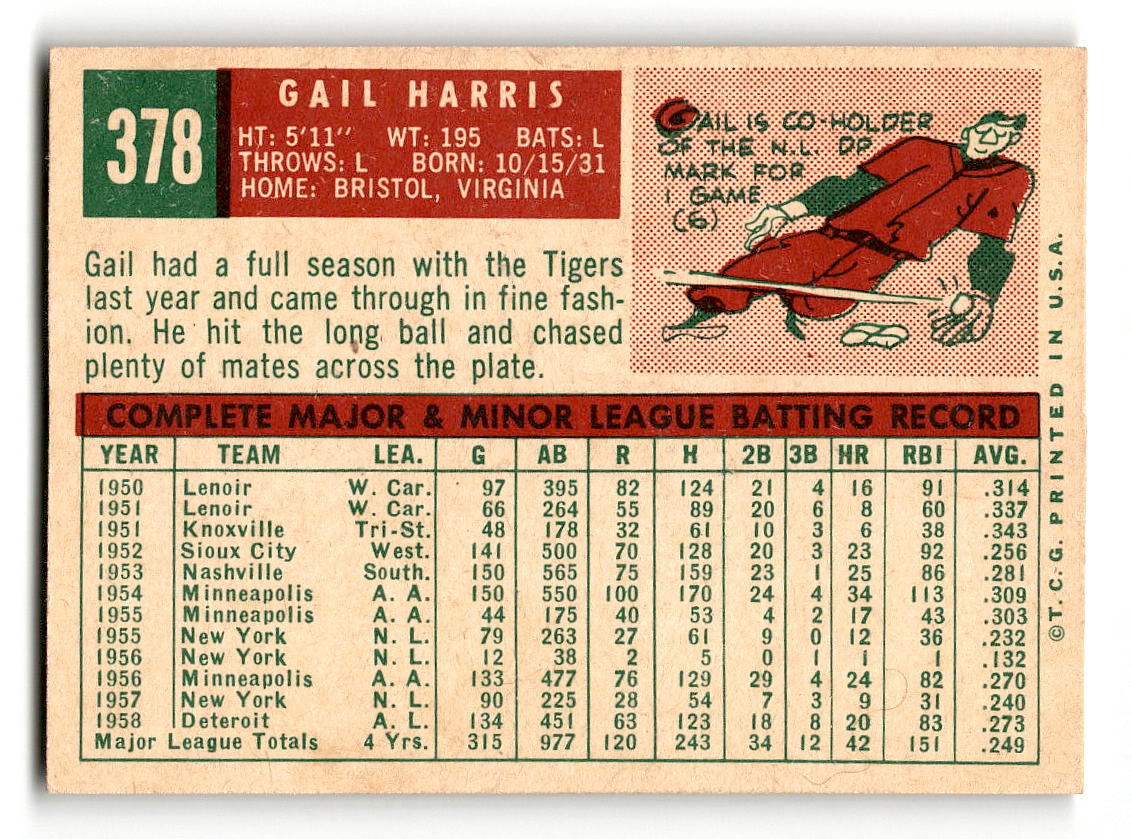 378
GAIL HARRIS
HT: 5'11" WT: 195 BATS: L
THROWS: L BORN: 10/15/31
HOME: BRISTOL, VIRGINIA
GAIL IS CO-HOLDER
OF THE N.L. DP
MARK FOR
1 GAME
(6)
Gail had a full season with the Tigers
last year and came through in fine fash-
ion. He hit the long ball and chased
plenty of mates across the plate.
COMPLETE MAJOR & MINOR LEAGUE BATTING RECORD
YEAR TEAM LEA. G AB R H 2B 3B HR RBI AVG.
1950 Lenoir W. Car. 97 395 82 124 21 4 16 91 .314
1951 Lenoir W. Car. 66 264 55 89 20 6 8 60 .337
1951 Knoxville Tri-St. 48 178 32 61 10 3 6 38 .343
1952 Sioux City West. 141 500 70 128 20 3 23 92 .256
1953 Nashville South. 150 565 75 159 23 1 25 86 .281
1954 Minneapolis A. A. 150 550 100 170 24 4 34 113 .309
1955 Minneapolis A. A. 44 175 40 53 4 2 17 43 .303
1955 New York N. L. 79 263 27 61 9 0 12 36 .232
1956 New York N. L. 12 38 2 5 0 1 1 1 .132
1956 Minneapolis A. A. 133 477 76 129 29 4 24 82 .270
1957 New York N. L. 90 225 28 54 7 3 9 31 .240
1958 Deteroit A. L. 134 451 63 123 18 8 20 83 .273
Major League Totals 4 Yrs. 315 977 120 243 34 12 42 151 .249
©T. C. G. PRINTED IN U.S.A.